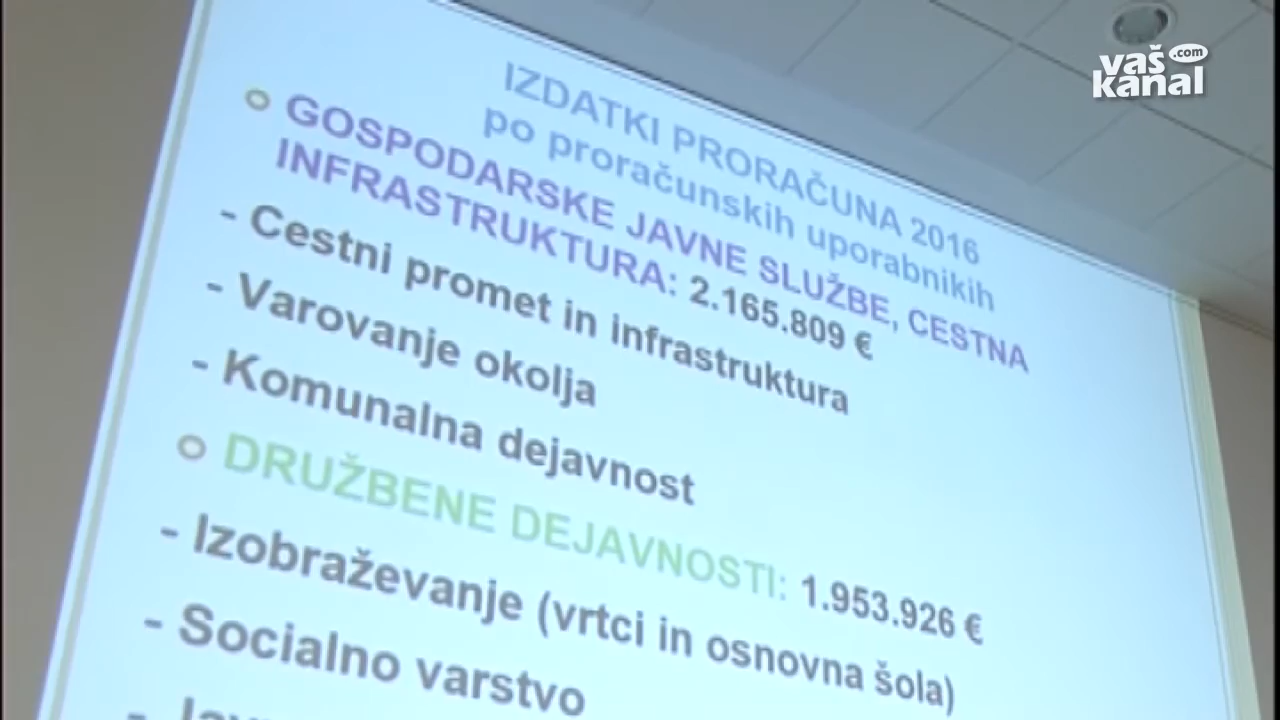 vaš .com
kanal
IZDATKI PRORAČUNA 2016
po proračunskih uporabnikih
GOSPODARSKE JAVNE SLUŽBE, CESTNA
INFRASTRUKTURA: 2.165.809 €
- Cestni promet in infrastruktura
- Varovanje okolja
- Komunalna dejavnost
DRUŽBENE DEJAVNOSTI: 1.953.926 €
- Izobraževanje (vrtci in osnovna šola)
- Socialno varstvo